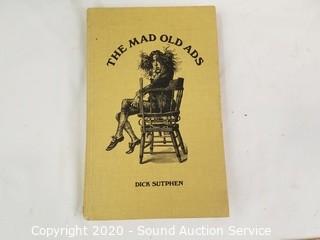 THE MAD OLD ADS
DICK SUTPHEN
Copyright 2020 - Sound Auction Service